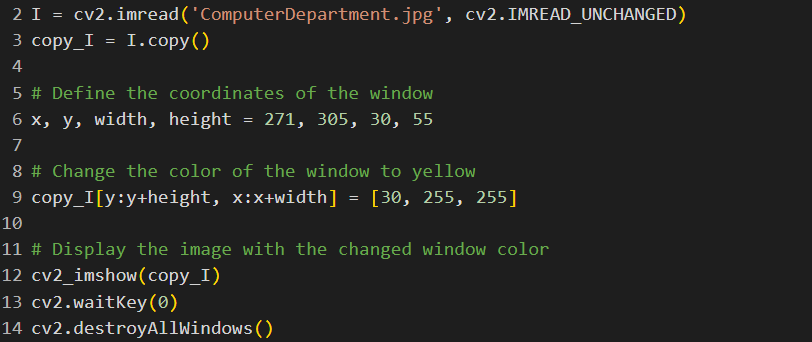 2 I = cv2.imread('ComputerDepartment.jpg', cv2.IMREAD_UNCHANGED)
3 copy_I = I.copy()
4
5 # Define the coordinates of the window
6 x, y, width, height = 271, 305, 30, 55
7
8 # Change the color of the window to yellow
9 copy_I[y:y+height, x:x+width] = [30, 255, 255]
10
11 # Display the image with the changed window color
12 cv2_imshow(copy_I)
13 cv2.waitKey(0)
14 cv2.destroyAllWindows()